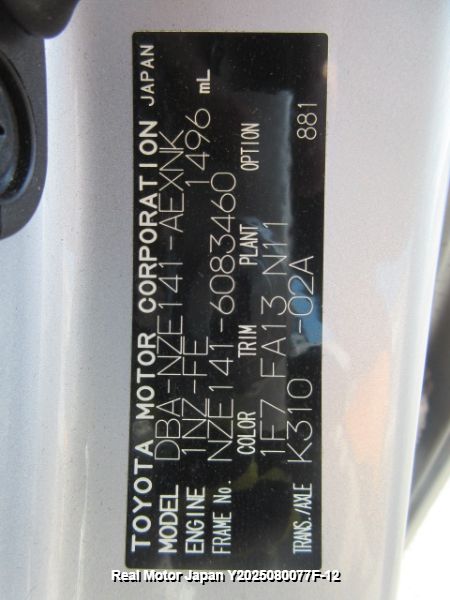 TOYOTA MOTOR CORPORATION JAPAN
MODEL DBA-NZE141-AEXNK
ENGINE 1NZ-FE 1496 mL
FRAME No. NZE141-6083460
COLOR TRIM PLANT OPTION
1F7 FA13 N11
TRANS./AXLE K310 -02A 881
Real Motor Japan Y2025080077F-12